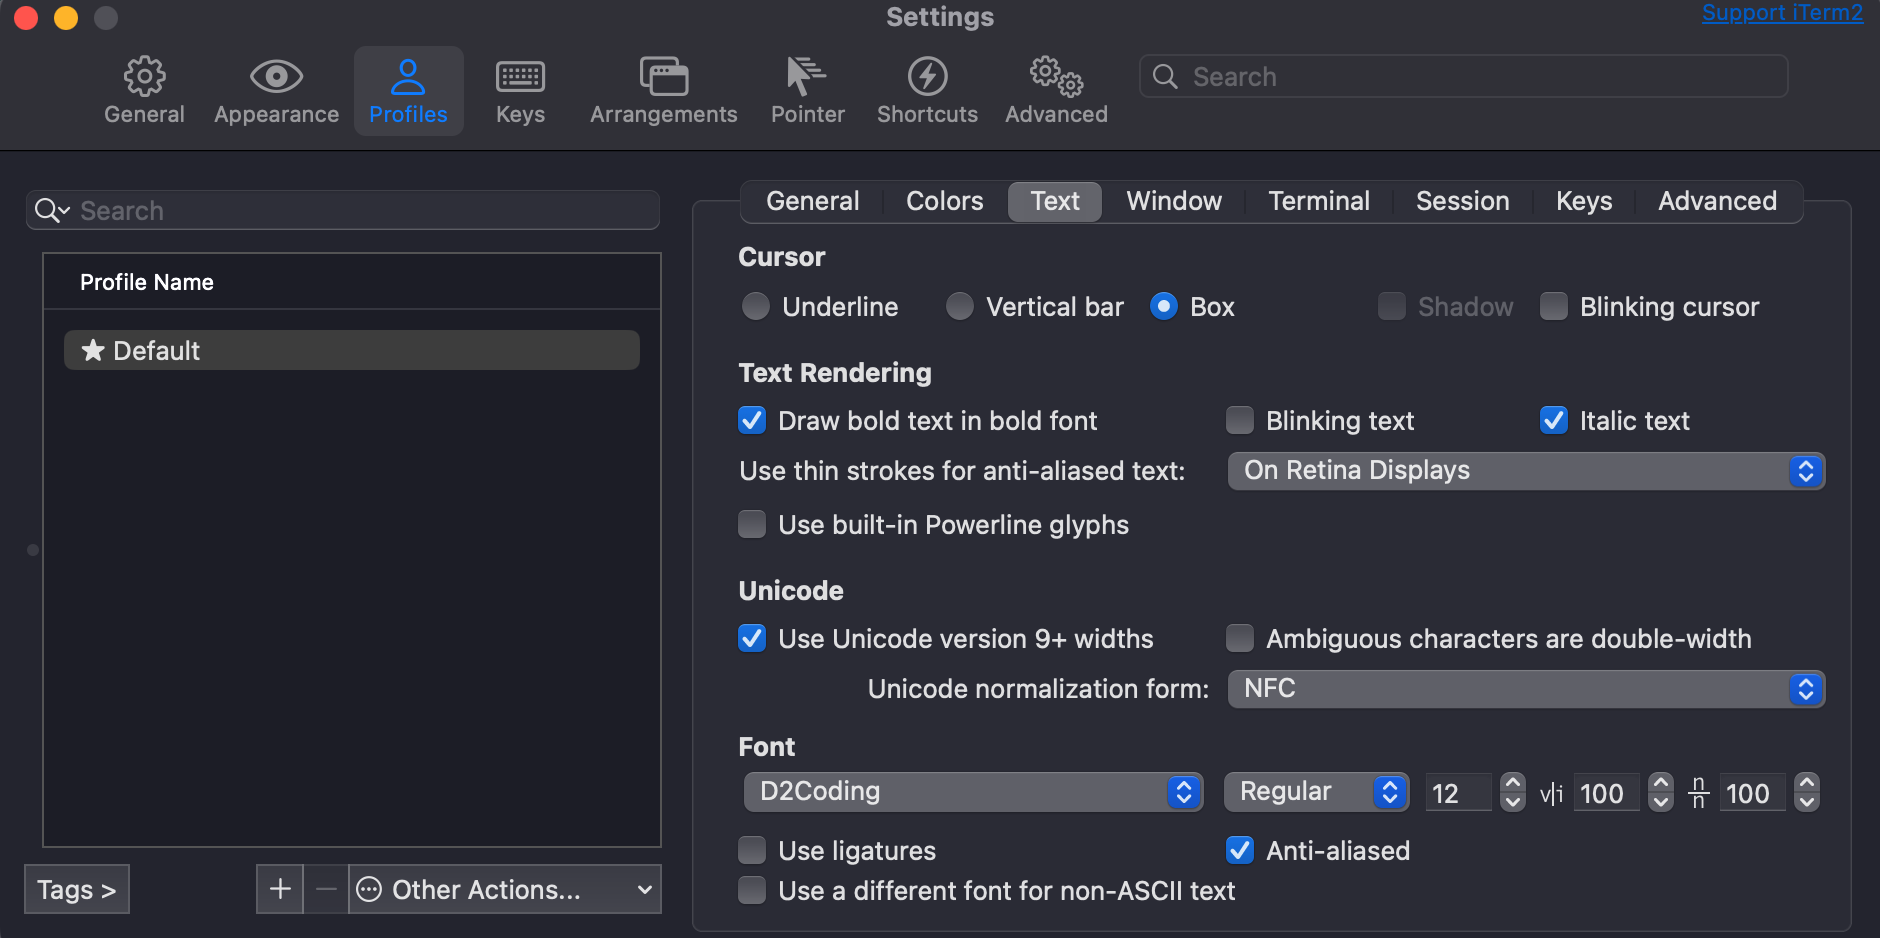 Settings
Support iTerm2
General Appearance Profiles Keys Arrangements Pointer Shortcuts Advanced
Search
Search
Profile Name
Default
Tags >
Other Actions...
General Colors Text Window Terminal Session Keys Advanced
Cursor
Underline Vertical bar Box Shadow Blinking cursor
Text Rendering
Draw bold text in bold font Blinking text Italic text
Use thin strokes for anti-aliased text: On Retina Displays
Use built-in Powerline glyphs
Unicode
Use Unicode version 9+ widths Ambiguous characters are double-width
Unicode normalization form: NFC
Font
D2Coding Regular 12 v|i 100 n/n 100
Use ligatures Anti-aliased
Use a different font for non-ASCII text